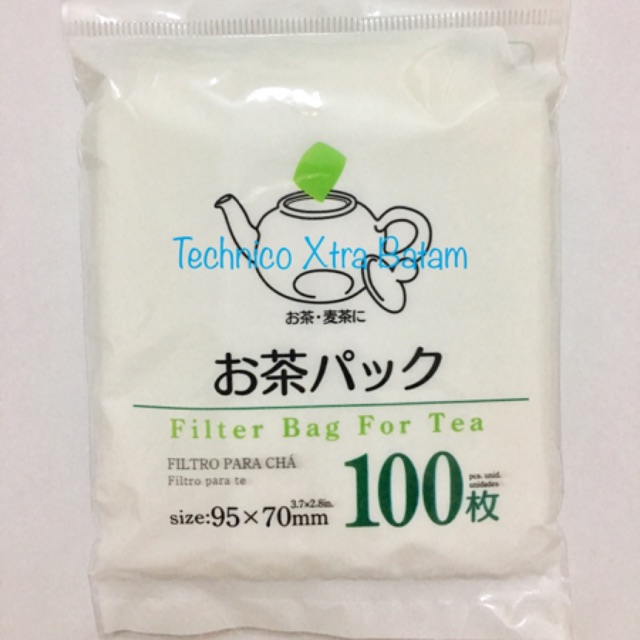 Technico Xtra Batam
お茶・麦茶に
お茶パック
Filter Bag For Tea
FILTRO PARA CHÁ
Filtro para te
3.7×2.8in.
size:95×70mm
100枚
pcs. unid.
unidades